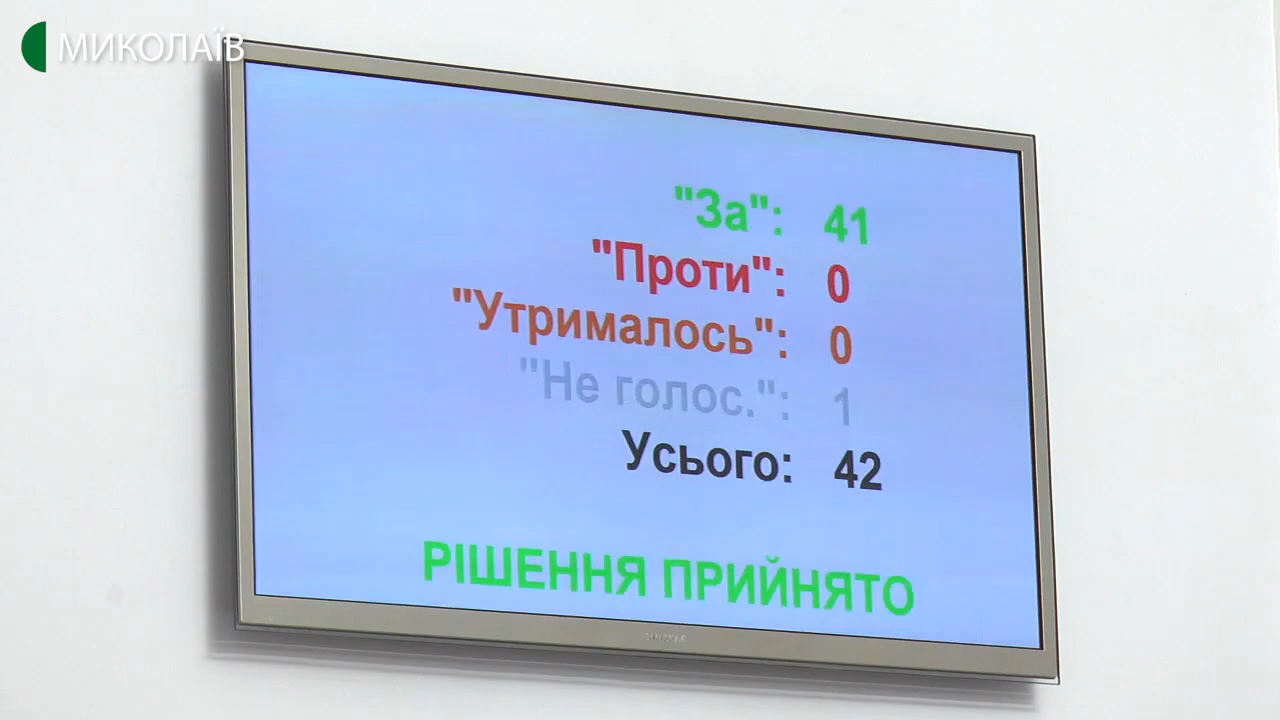 МИКОЛАЇВ
"За": 41
"Проти": 0
"Утрималось": 0
"Не голос.": 1
Усього: 42
РІШЕННЯ ПРИЙНЯТО